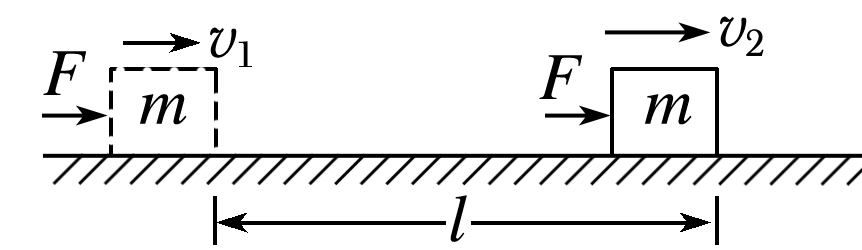 v₁ v₂
F m F m
l